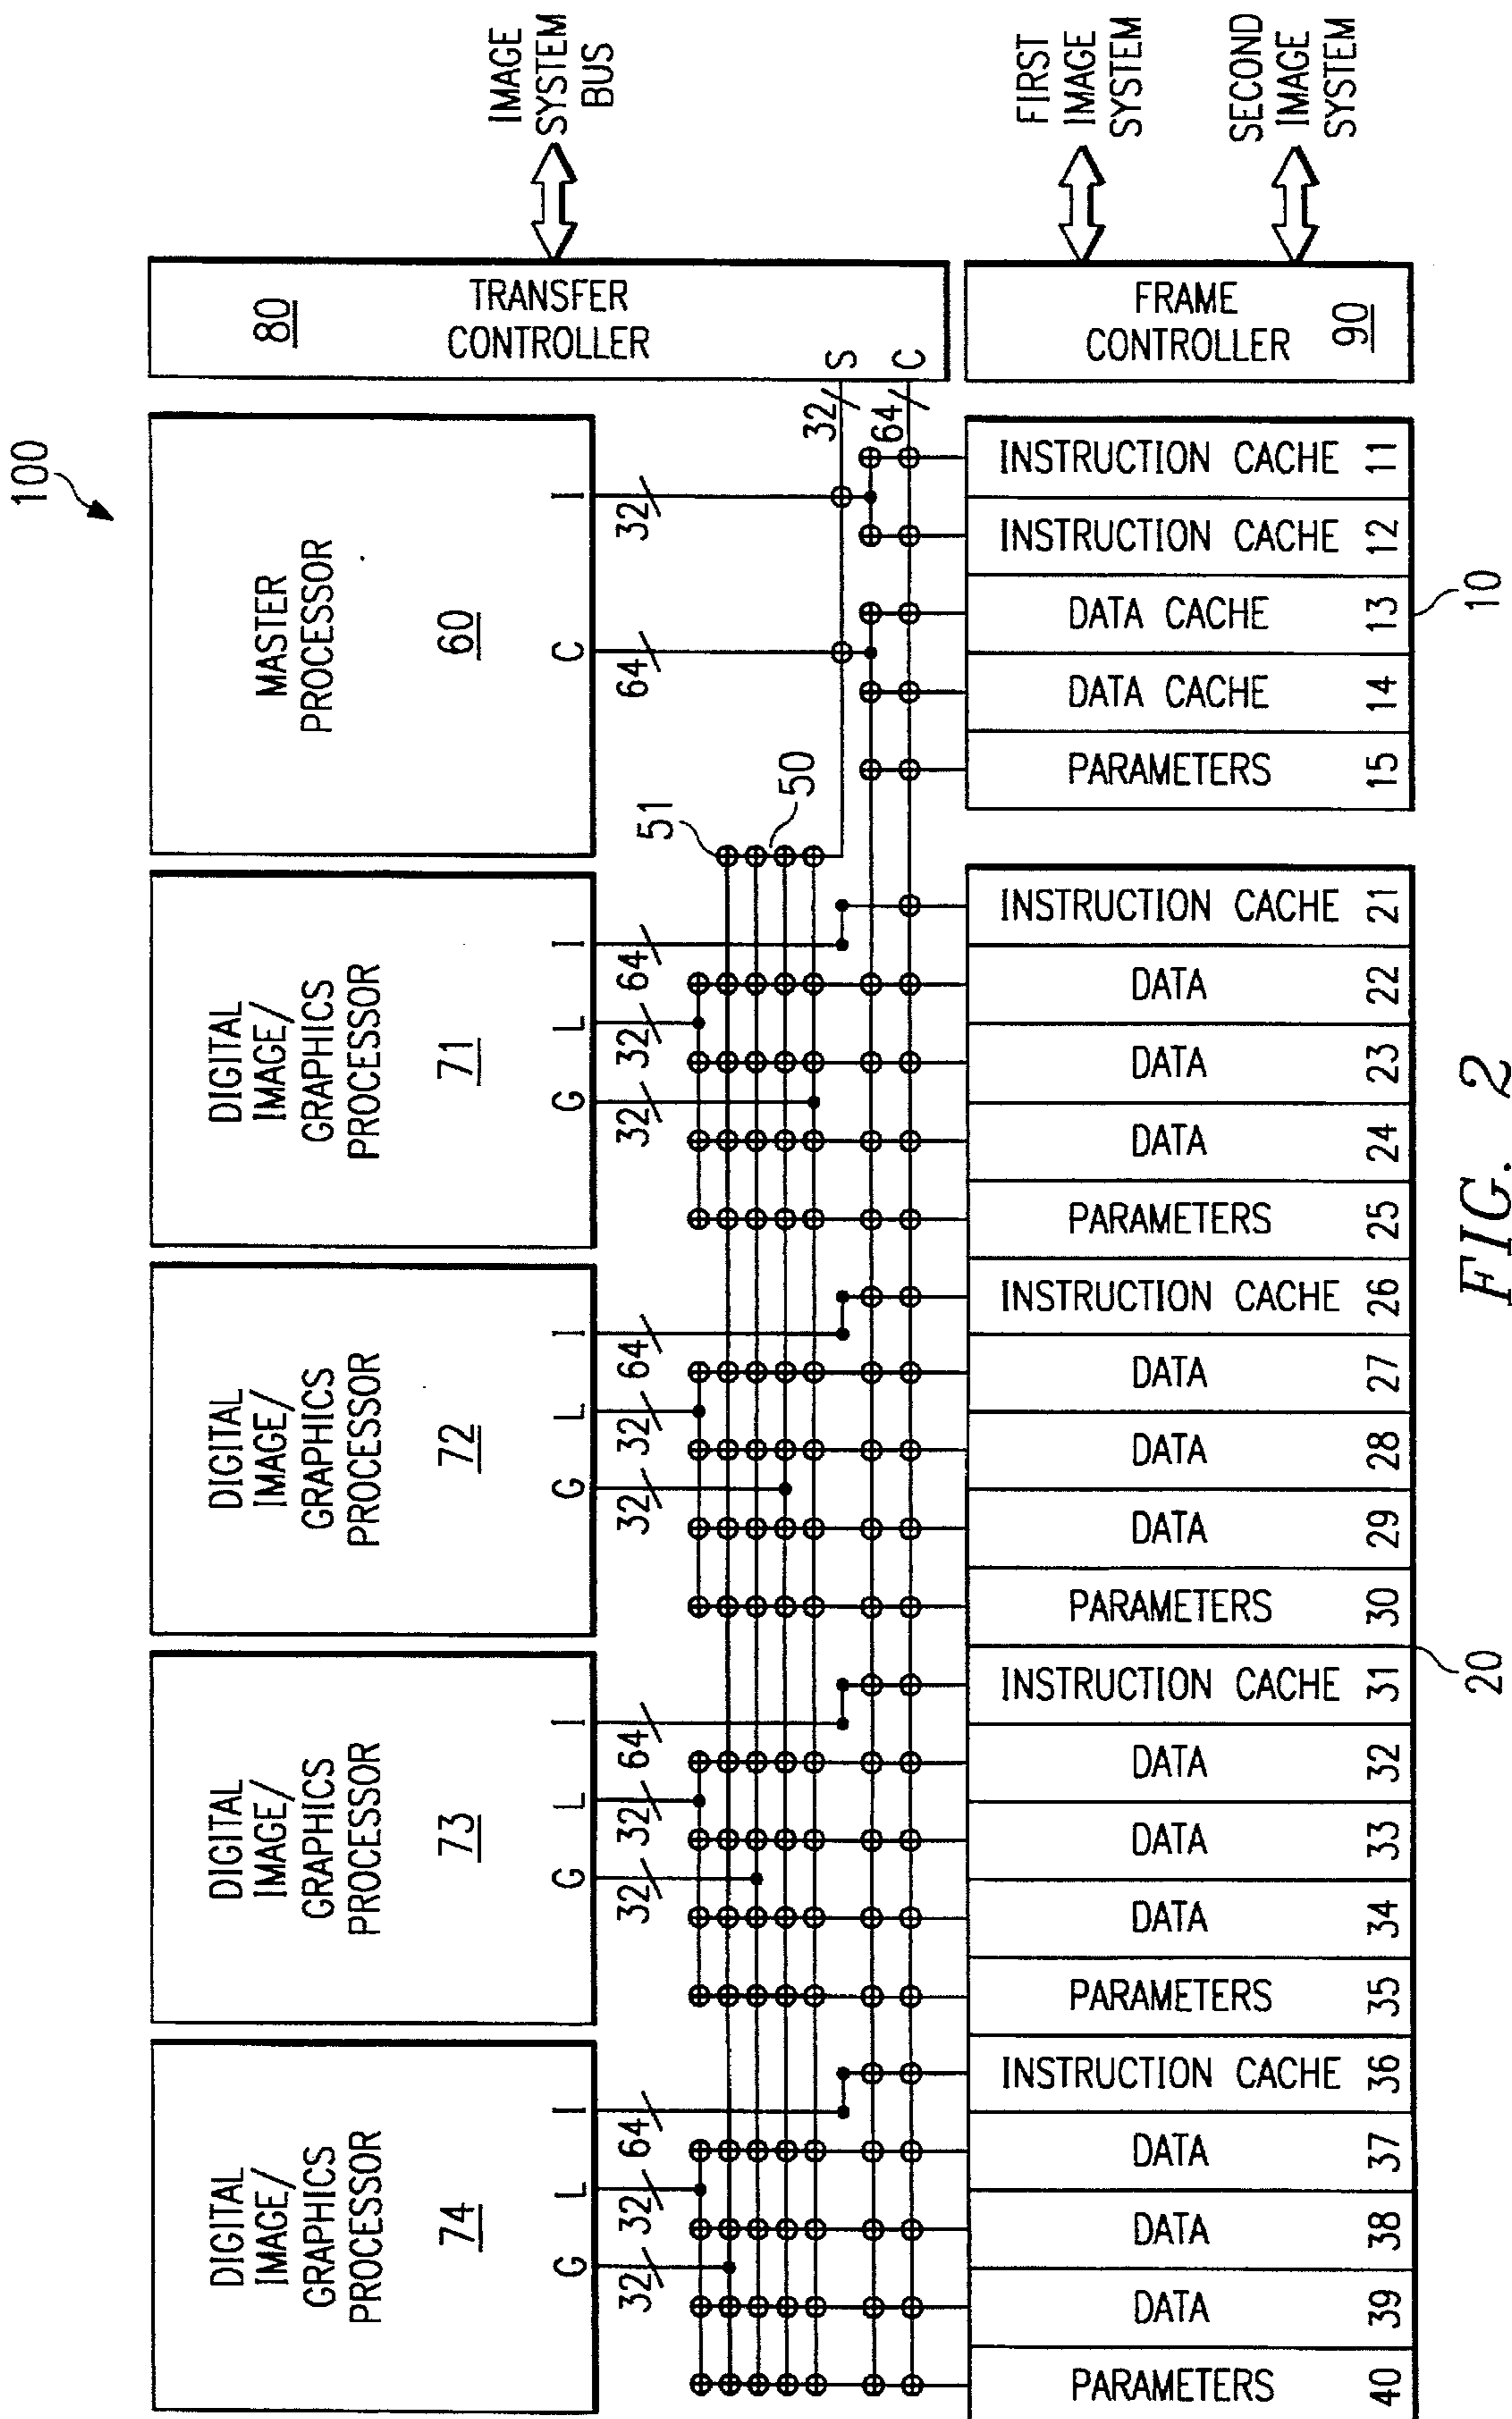 100
DIGITAL
IMAGE/
GRAPHICS
PROCESSOR
74
G
L
I
32
32
64
DIGITAL
IMAGE/
GRAPHICS
PROCESSOR
73
G
L
I
32
32
64
DIGITAL
IMAGE/
GRAPHICS
PROCESSOR
72
G
L
I
32
32
64
DIGITAL
IMAGE/
GRAPHICS
PROCESSOR
71
G
L
I
32
32
64
MASTER
PROCESSOR
60
C
I
64
32
80
TRANSFER
CONTROLLER
S
C
32
64
IMAGE
SYSTEM
BUS
51
50
PARAMETERS 40
DATA 39
DATA 38
DATA 37
INSTRUCTION CACHE 36
PARAMETERS 35
DATA 34
DATA 33
DATA 32
INSTRUCTION CACHE 31
PARAMETERS 30
DATA 29
DATA 28
DATA 27
INSTRUCTION CACHE 26
PARAMETERS 25
DATA 24
DATA 23
DATA 22
INSTRUCTION CACHE 21
PARAMETERS 15
DATA CACHE 14
DATA CACHE 13
INSTRUCTION CACHE 12
INSTRUCTION CACHE 11
FRAME
CONTROLLER
90
FIRST
IMAGE
SYSTEM
SECOND
IMAGE
SYSTEM
20
10
FIG. 2